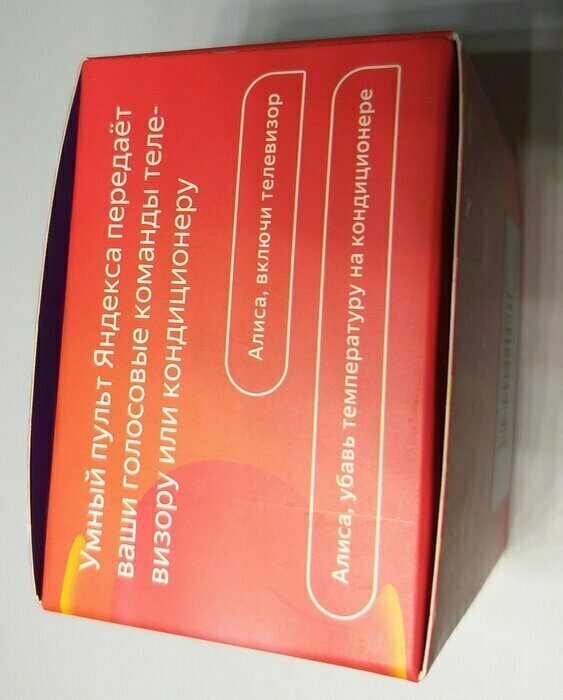 Умный пульт Яндекса передаёт
ваши голосовые команды теле-
визору или кондиционеру
Алиса, включи телевизор
Алиса, убавь температуру на кондиционере